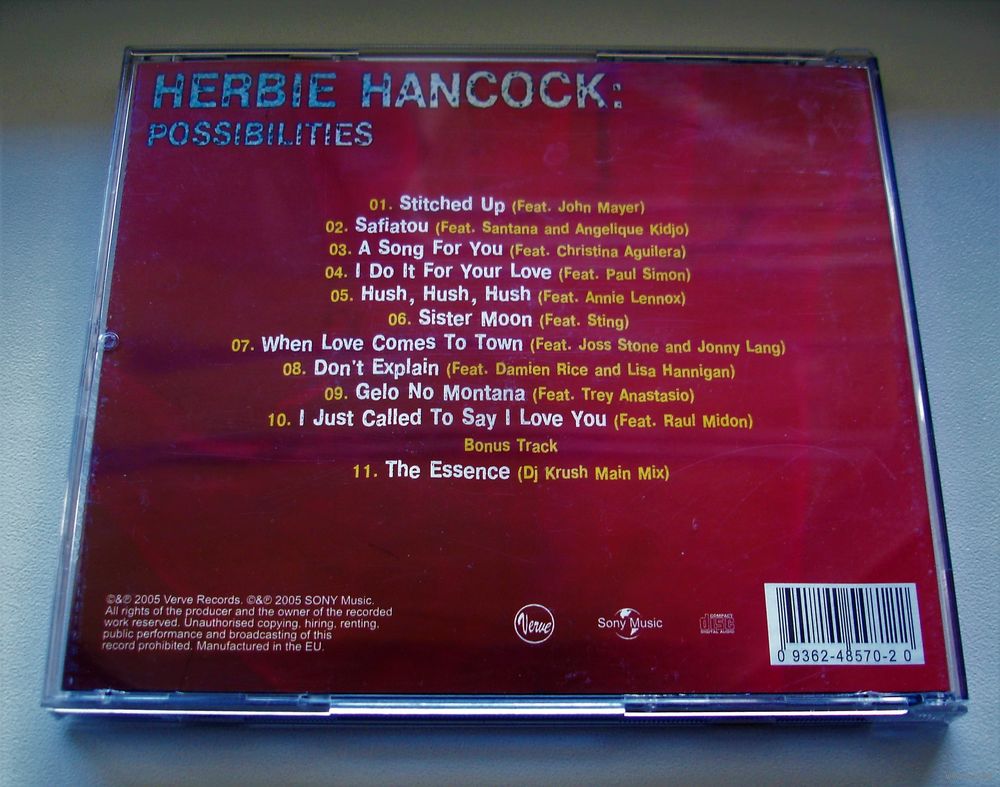 HERBIE HANCOCK:
POSSIBILITIES
01. Stitched Up (Feat. John Mayer)
02. Safiatou (Feat. Santana and Angelique Kidjo)
03. A Song For You (Feat. Christina Aguilera)
04. I Do It For Your Love (Feat. Paul Simon)
05. Hush, Hush, Hush (Feat. Annie Lennox)
06. Sister Moon (Feat. Sting)
07. When Love Comes To Town (Feat. Joss Stone and Jonny Lang)
08. Don't Explain (Feat. Damien Rice and Lisa Hannigan)
09. Gelo No Montana (Feat. Trey Anastasio)
10. I Just Called To Say I Love You (Feat. Raul Midon)
Bonus Track
11. The Essence (Dj Krush Main Mix)
©&℗ 2005 Verve Records. ©&℗ 2005 SONY Music.
All rights of the producer and the owner of the recorded
work reserved. Unauthorised copying, hiring, renting,
public performance and broadcasting of this
record prohibited. Manufactured in the EU.
Verve
Sony Music
COMPACT
disc
DIGITAL AUDIO
0 9362-48570-2 0